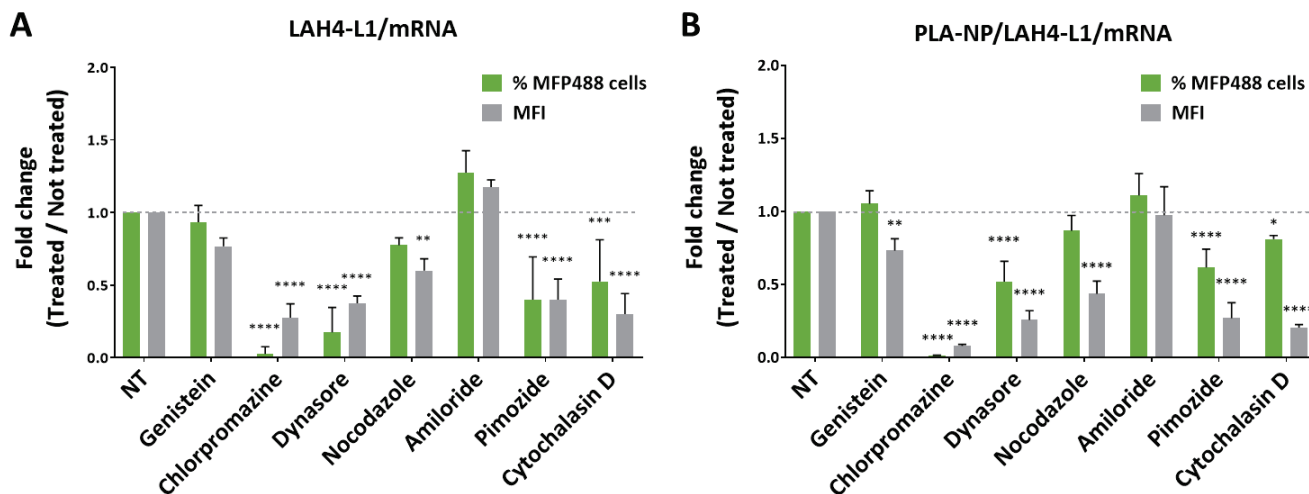 A
LAH4-L1/mRNA
Fold change
(Treated / Not treated)
2.0
1.5
1.0
0.5
0.0
% MFP488 cells
MFI
****
****
****
****
**
****
****
***
****
NT
Genistein
Chlorpromazine
Dynasore
Nocodazole
Amiloride
Pimozide
Cytochalasin D
B
PLA-NP/LAH4-L1/mRNA
Fold change
(Treated / Not treated)
2.0
1.5
1.0
0.5
0.0
% MFP488 cells
MFI
**
****
****
****
****
****
****
****
*
****
NT
Genistein
Chlorpromazine
Dynasore
Nocodazole
Amiloride
Pimozide
Cytochalasin D